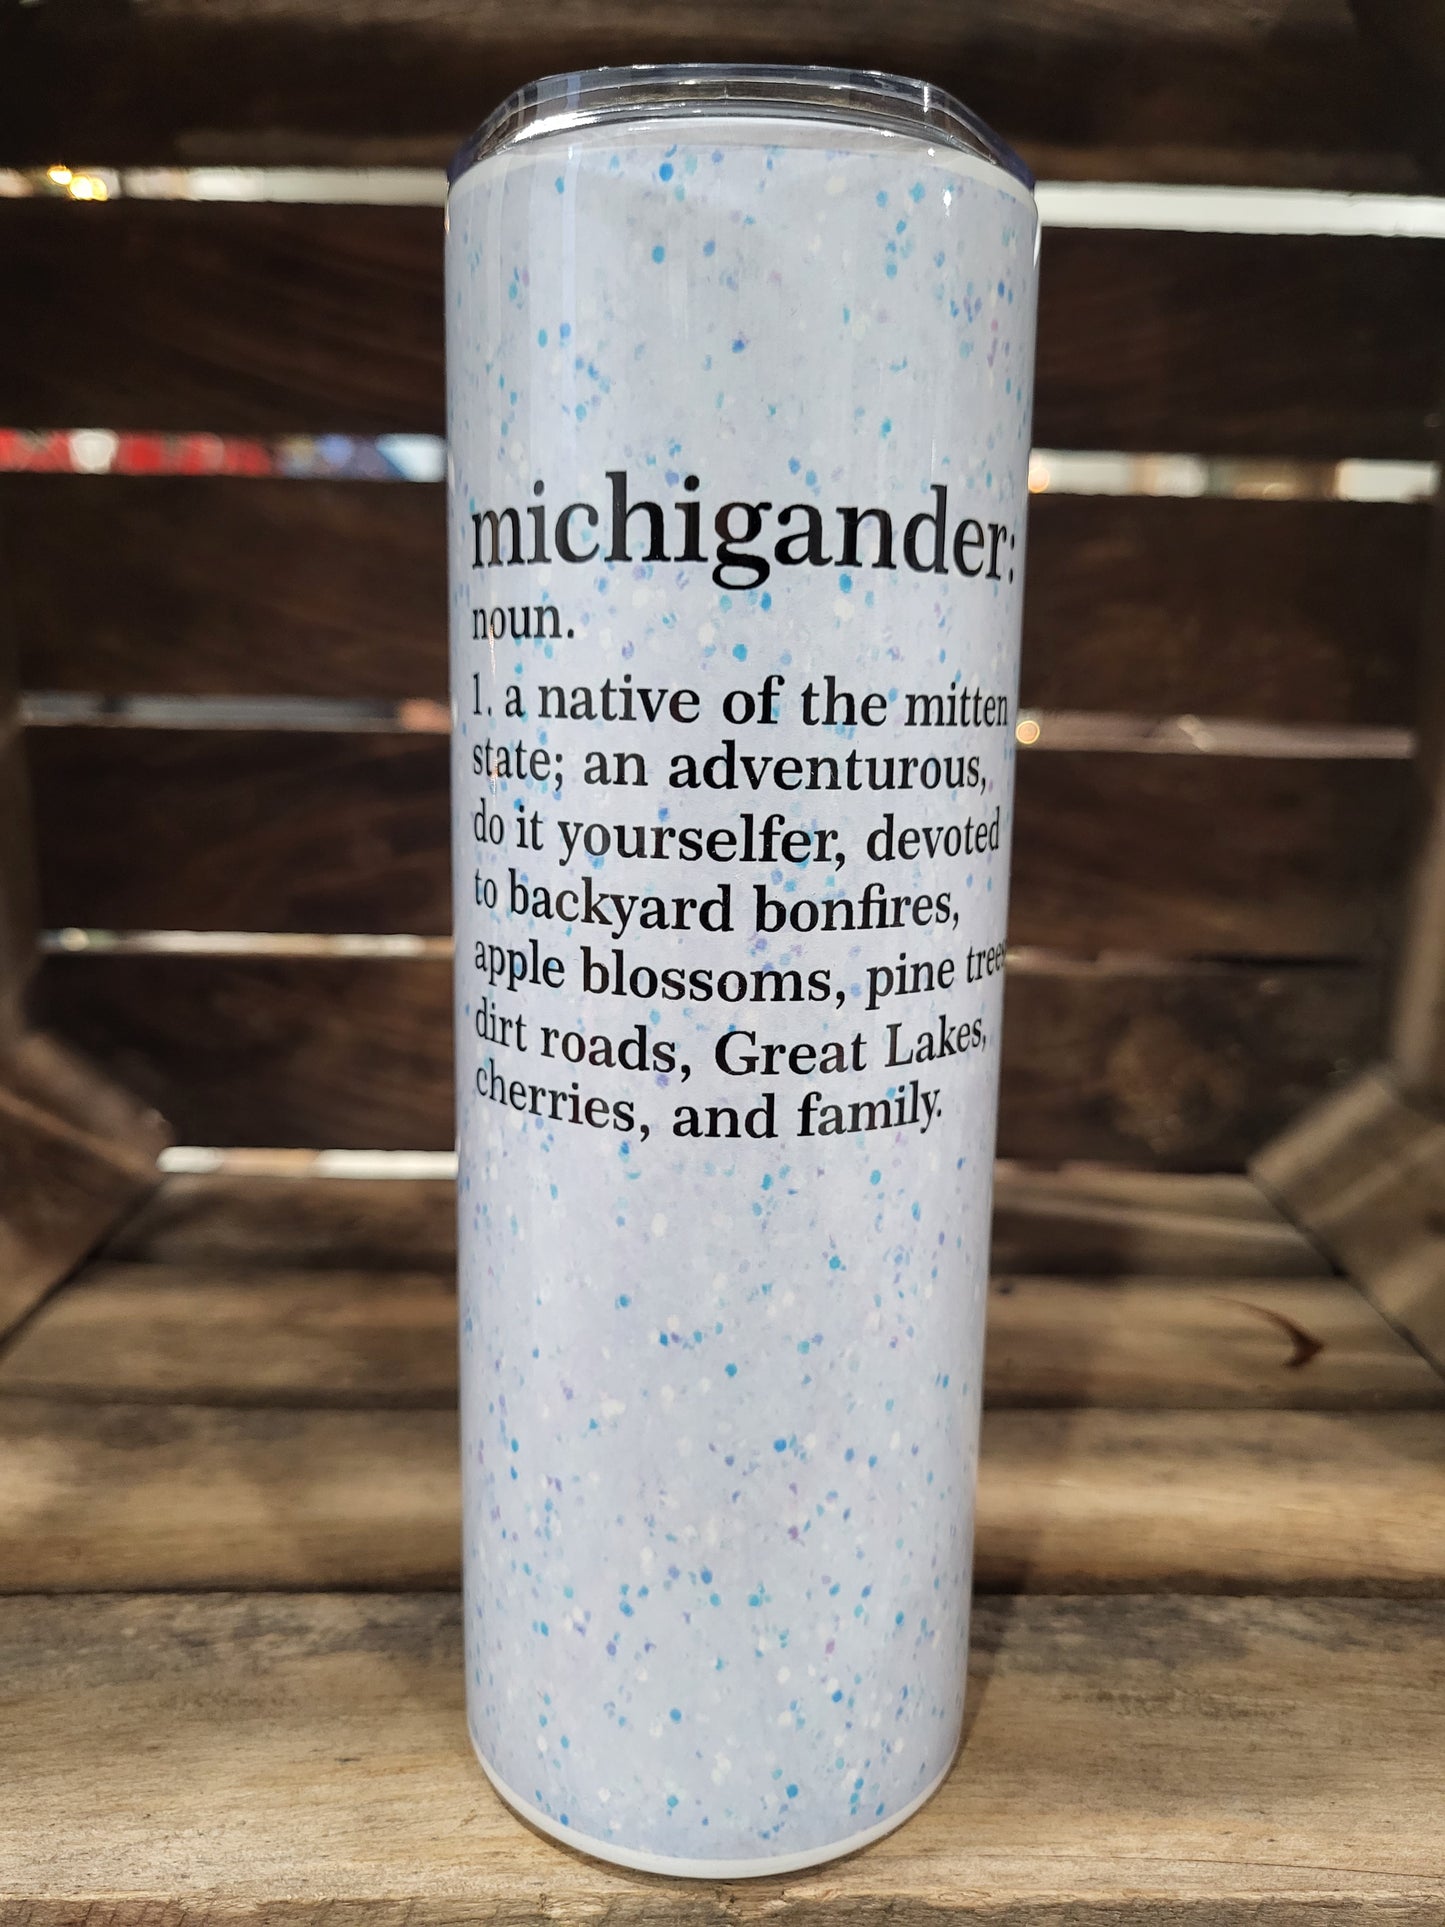 michigander:
noun.
1. a native of the mitten
state; an adventurous,
do it yourselfer, devoted
to backyard bonfires,
apple blossoms, pine trees
dirt roads, Great Lakes,
cherries, and family.